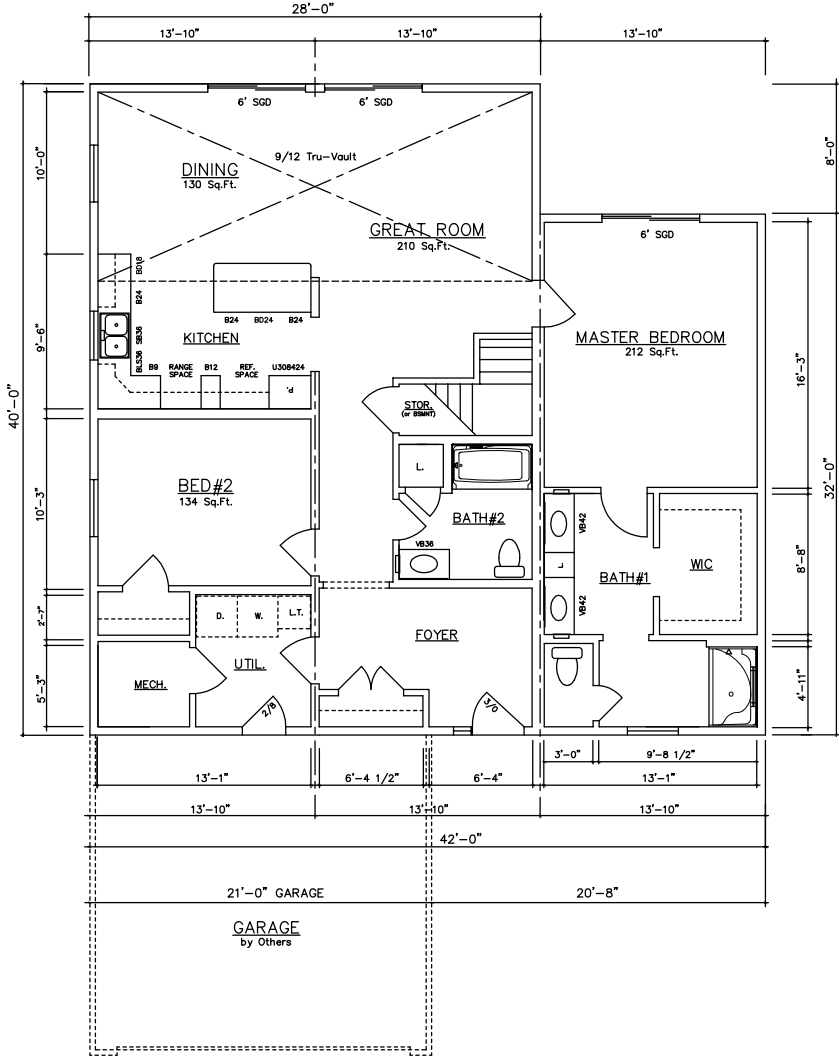 28'-0"
13'-10"
13'-10"
13'-10"
6' SGD
6' SGD
10'-0"
8'-0"
9/12 Tru-Vault
DINING
130 Sq.Ft.
GREAT ROOM
210 Sq.Ft.
6' SGD
BD18
B24
SB36
BLS36
B24
BD24
B24
KITCHEN
MASTER BEDROOM
212 Sq.Ft.
9'-6"
40'-0"
B9
RANGE
SPACE
B12
REF.
SPACE
U308424
P.
16'-3"
STOR.
(or BSMNT)
32'-0"
L.
BED#2
134 Sq.Ft.
10'-3"
BATH#2
VB36
VB42
L.
VB42
BATH#1
WIC
8'-8"
2'-7"
D.
W.
L.T.
FOYER
UTIL.
MECH.
5'-3"
2/8
3/0
4'-11"
3'-0"
9'-8 1/2"
13'-1"
6'-4 1/2"
6'-4"
13'-1"
13'-10"
13'-10"
13'-10"
42'-0"
21'-0" GARAGE
20'-8"
GARAGE
by Others